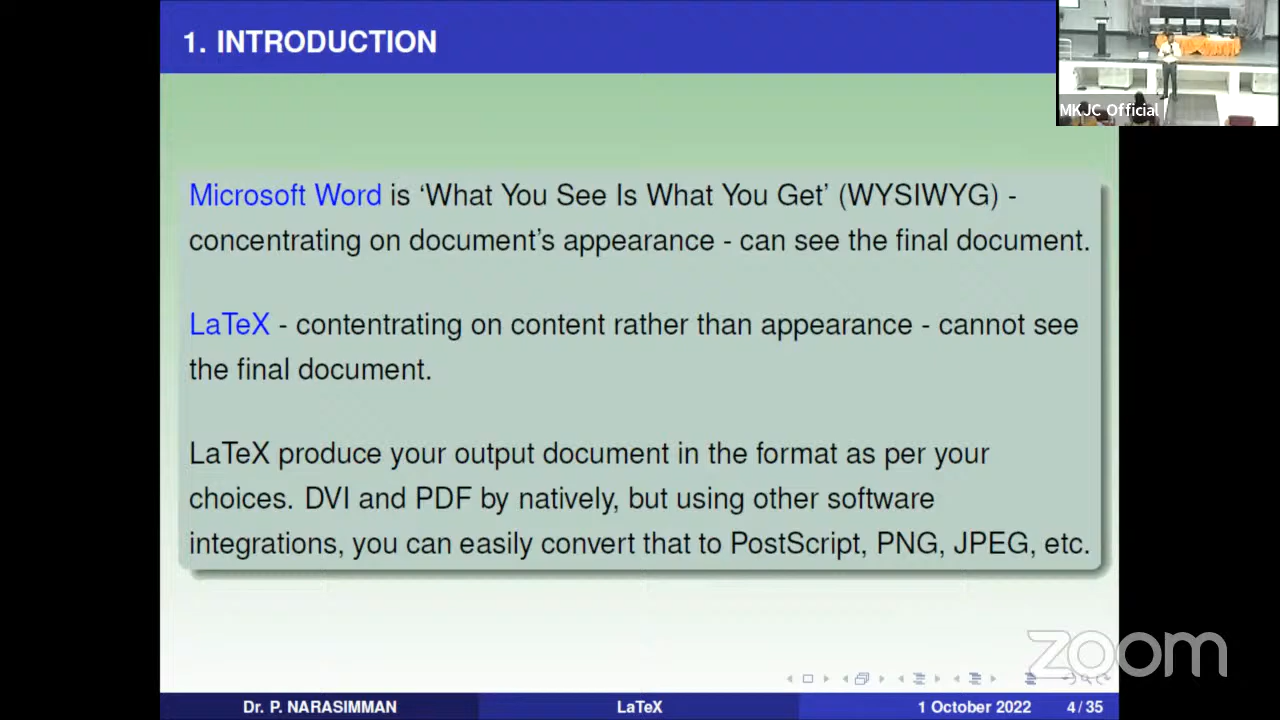 1. INTRODUCTION
MKJC Official
Microsoft Word is ‘What You See Is What You Get’ (WYSIWYG) -
concentrating on document’s appearance - can see the final document.
LaTeX - contentrating on content rather than appearance - cannot see
the final document.
LaTeX produce your output document in the format as per your
choices. DVI and PDF by natively, but using other software
integrations, you can easily convert that to PostScript, PNG, JPEG, etc.
zoom
Dr. P. NARASIMMAN LaTeX 1 October 2022 4 / 35